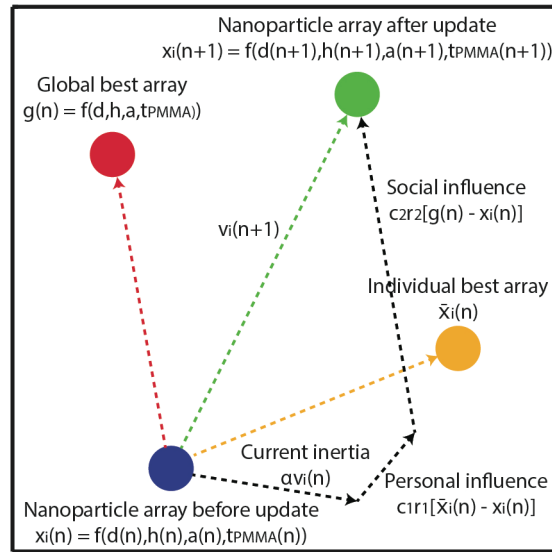 Nanoparticle array after update
xi(n+1) = f(d(n+1),h(n+1),a(n+1),tPMMA(n+1))
Global best array
g(n) = f(d,h,a,tPMMA))
Social influence
c2r2[g(n) - xi(n)]
vi(n+1)
Individual best array
x̄i(n)
Current inertia
αvi(n)
Personal influence
c1r1[x̄i(n) - xi(n)]
Nanoparticle array before update
xi(n) = f(d(n),h(n),a(n),tPMMA(n))